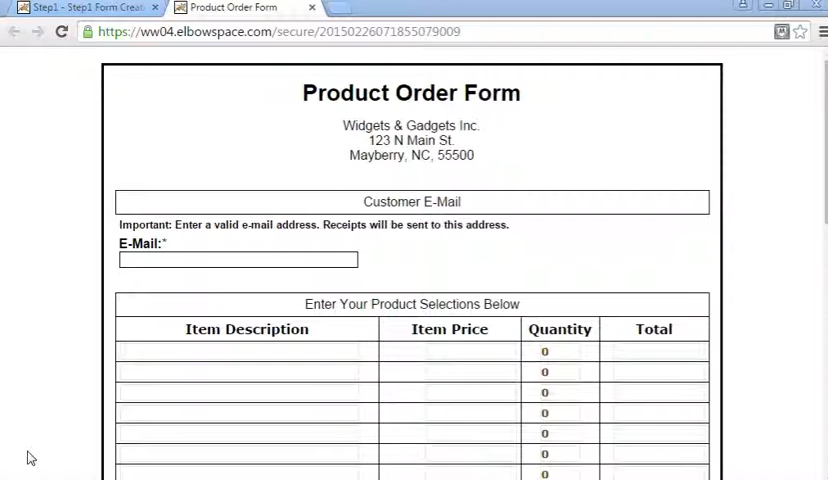 Step1 - Step1 Form Creat
Product Order Form
https://ww04.elbowspace.com/secure/20150226071855079009
Product Order Form
Widgets & Gadgets Inc.
123 N Main St.
Mayberry, NC, 55500
Customer E-Mail
Important: Enter a valid e-mail address. Receipts will be sent to this address.
E-Mail:*
Enter Your Product Selections Below
Item Description Item Price Quantity Total
0
0
0
0
0
0
0